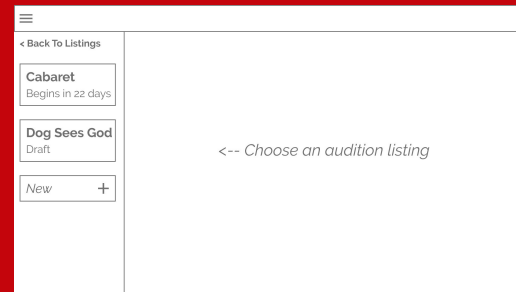 < Back To Listings
Cabaret
Begins in 22 days
Dog Sees God
Draft
New +
<-- Choose an audition listing